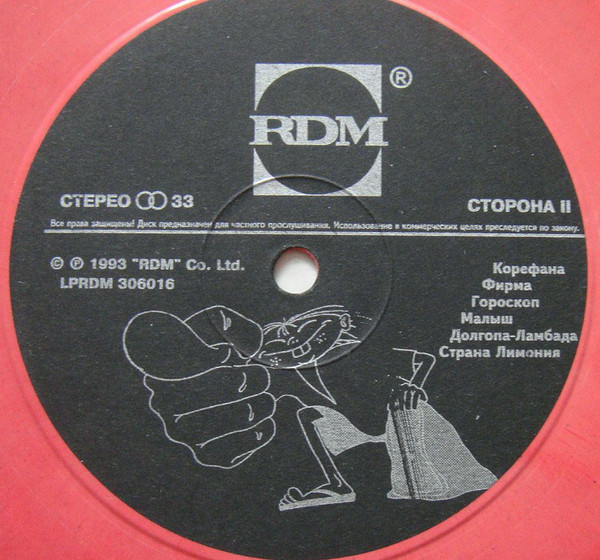 RDM ®
СТЕРЕО 33
СТОРОНА II
Все права защищены! Диск предназначен для частного прослушивания. Использование в коммерческих целях преследуется по закону.
© ℗ 1993 "RDM" Co. Ltd.
LPRDM 306016
Корефана
Фирма
Гороскоп
Малыш
Долгопа-Ламбада
Страна Лимония